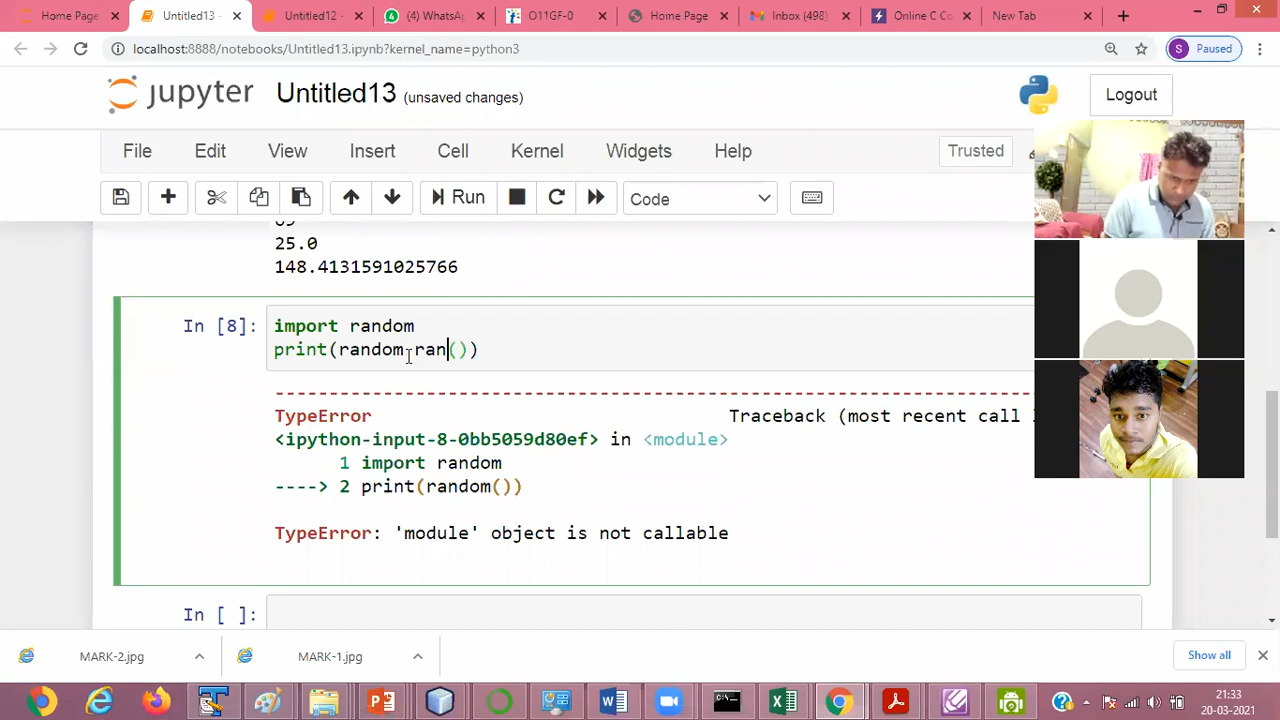 Home Page
Untitled13 -
Untitled12 -
(4) WhatsA
O11GF-0
Home Page
Inbox (498)
Online C Co
New Tab
localhost:8888/notebooks/Untitled13.ipynb?kernel_name=python3
S Paused
jupyter Untitled13 (unsaved changes)
Logout
File Edit View Insert Cell Kernel Widgets Help
Trusted
Run
Code
25.0
148.4131591025766
In [8]: import random
print(random.ran())
TypeError Traceback (most recent call
<ipython-input-8-0bb5059d80ef> in <module>
1 import random
----> 2 print(random())
TypeError: 'module' object is not callable
In [ ]:
MARK-2.jpg
MARK-1.jpg
Show all
21:33
20-03-2021